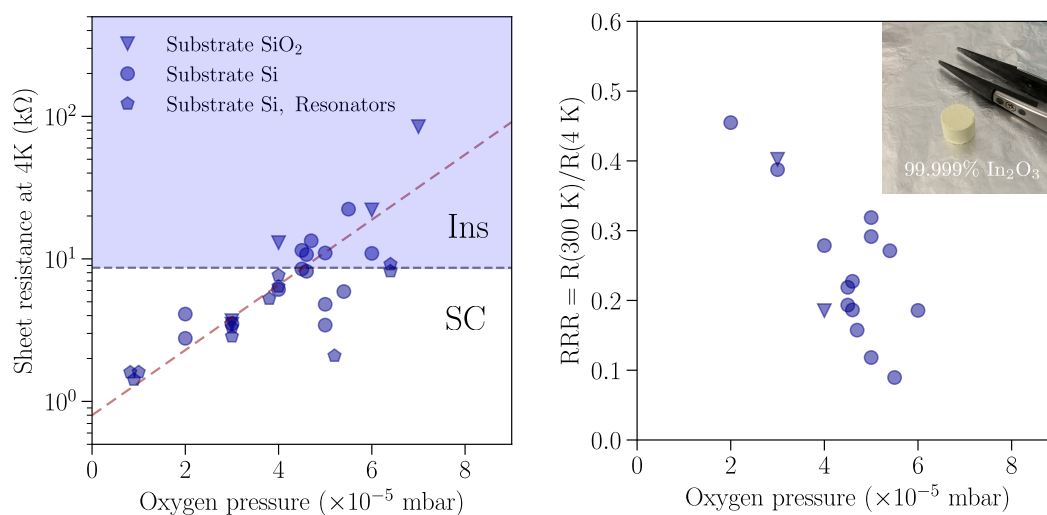 Substrate SiO₂
Substrate Si
Substrate Si, Resonators
Sheet resistance at 4K (kΩ)
10²
10¹
10⁰
Ins
SC
0 2 4 6 8
Oxygen pressure (×10⁻⁵ mbar)
RRR = R(300 K)/R(4 K)
0.6
0.5
0.4
0.3
0.2
0.1
0.0
99.999% In₂O₃
0 2 4 6 8
Oxygen pressure (×10⁻⁵ mbar)